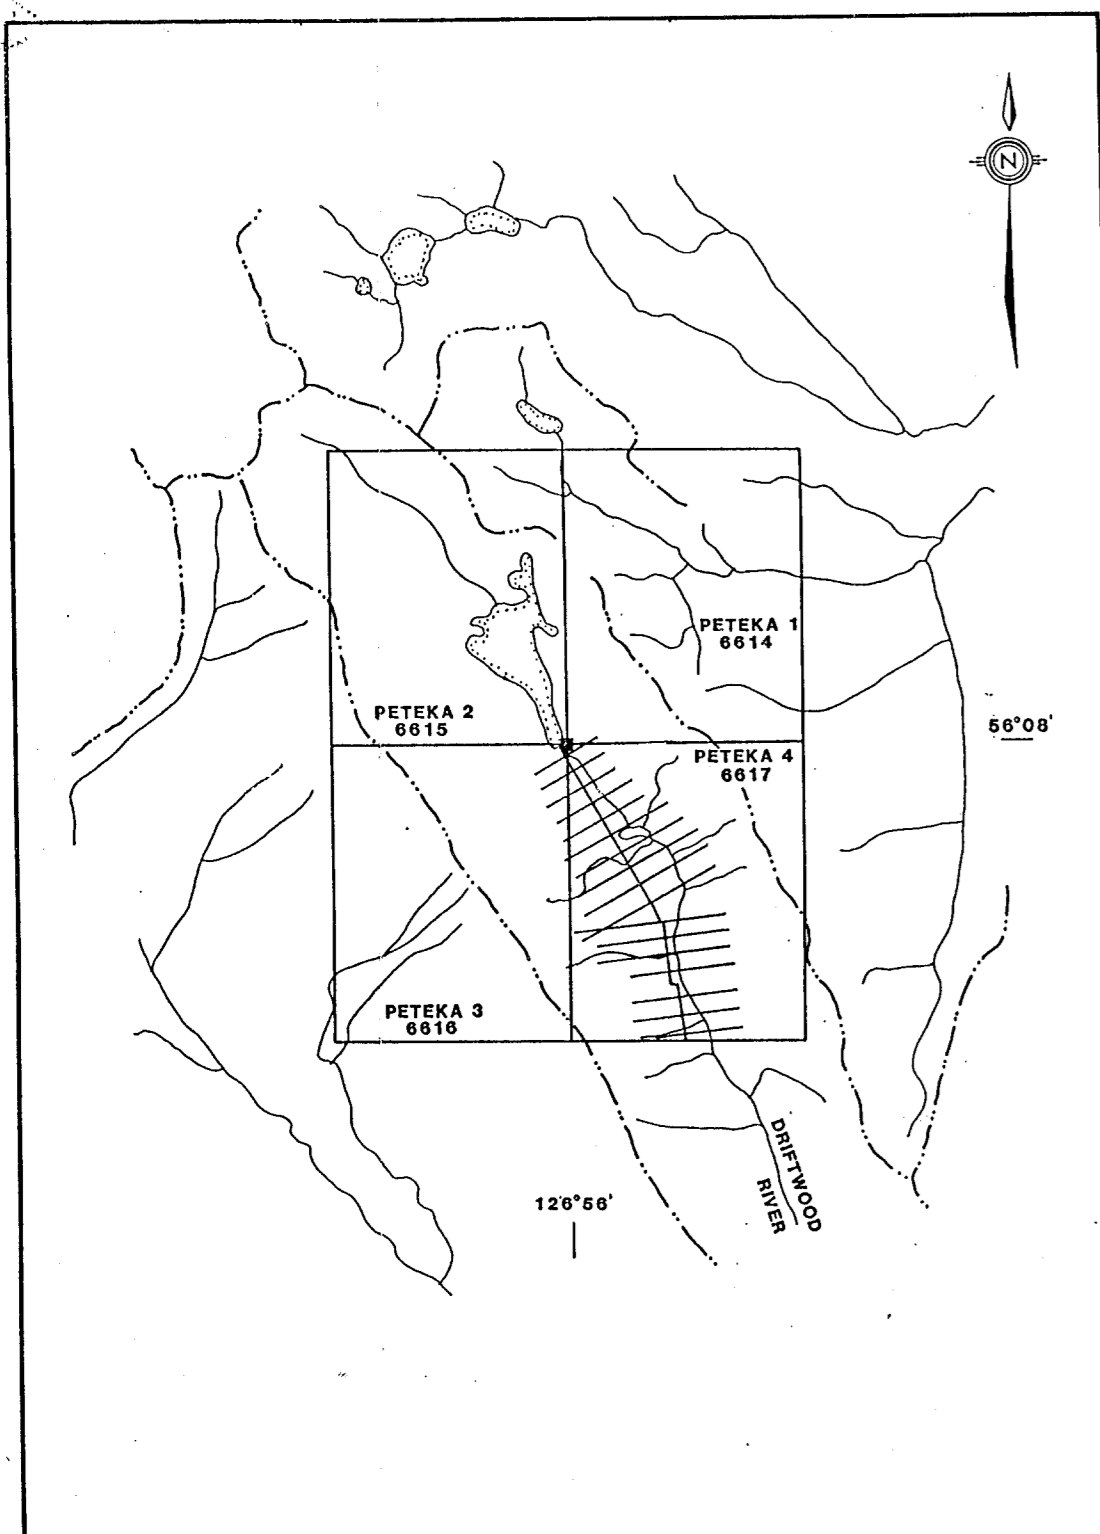 N
PETEKA 1
6614
PETEKA 2
6615
56°08'
PETEKA 4
6617
PETEKA 3
6616
DRIFTWOOD
RIVER
126°56'